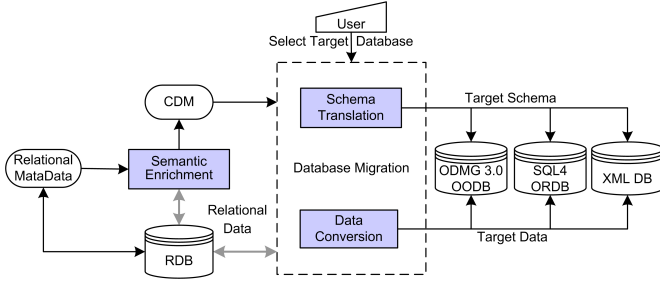 User
Select Target Database
CDM
Schema
Translation
Target Schema
Relational
MataData
Semantic
Enrichment
Database Migration
ODMG 3.0
OODB
SQL4
ORDB
XML DB
Relational
Data
Data
Conversion
Target Data
RDB